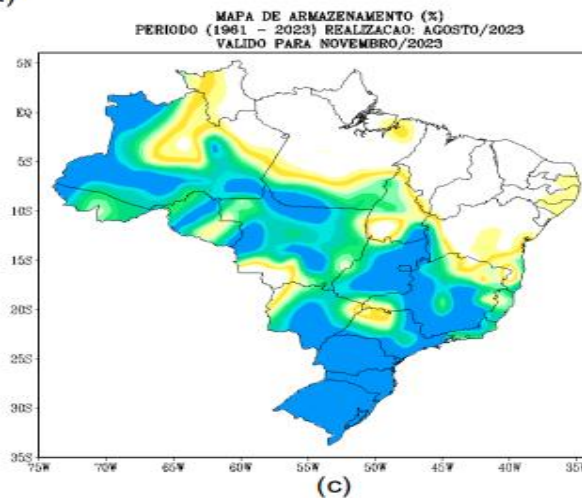 MAPA DE ARMAZENAMENTO (%)
PERIODO (1961 - 2023) REALIZACAO: AGOSTO/2023
VALIDO PARA NOVEMBRO/2023
5N
EQ
5S
10S
15S
20S
25S
30S
35S
75W 70W 65W 60W 55W 50W 45W 40W
(c)